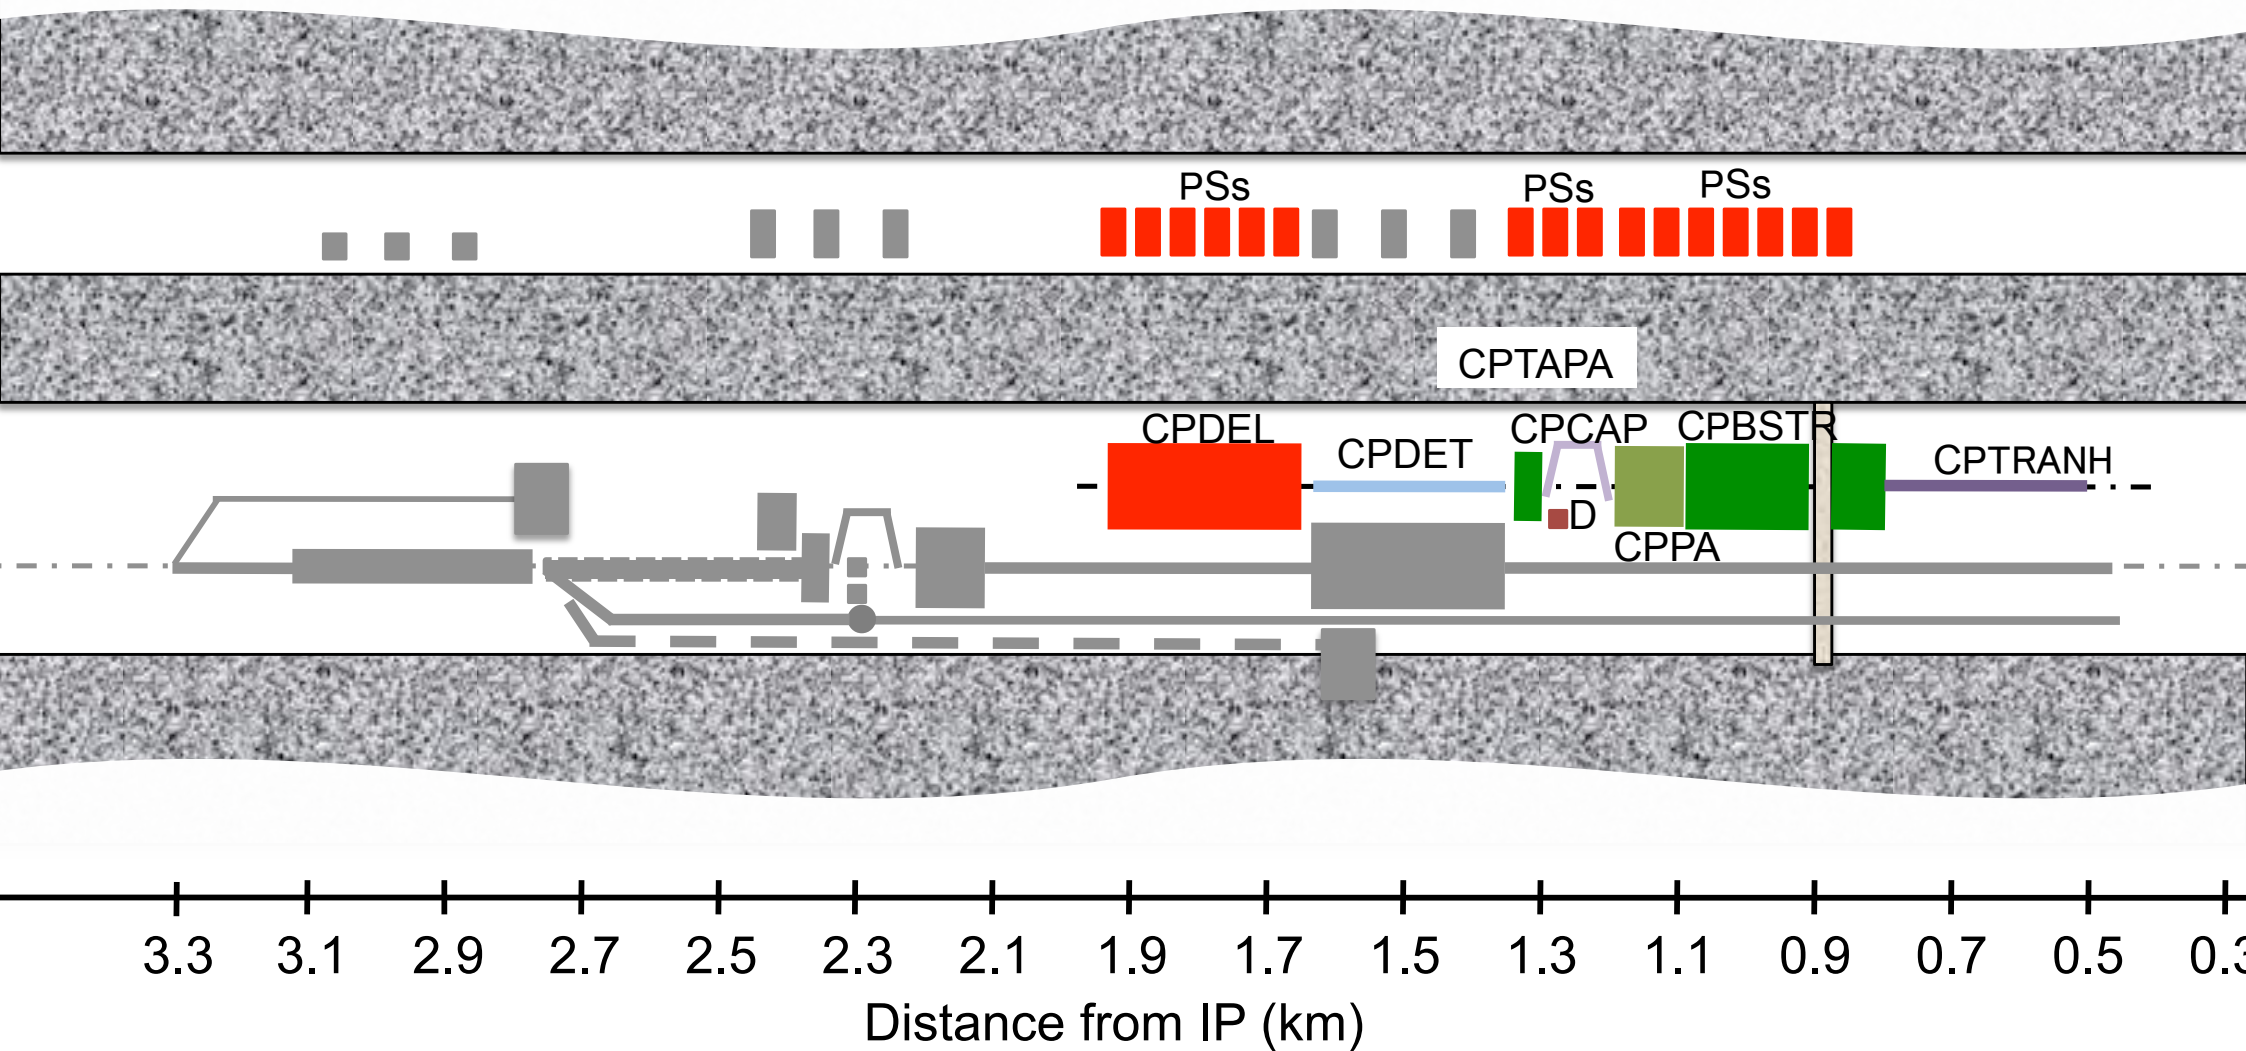 PSs
PSs
PSs
CPTAPA
CPDEL
CPDET
CPCAP
CPBSTR
CPTRANH
D
CPPA
3.3 3.1 2.9 2.7 2.5 2.3 2.1 1.9 1.7 1.5 1.3 1.1 0.9 0.7 0.5 0.3
Distance from IP (km)